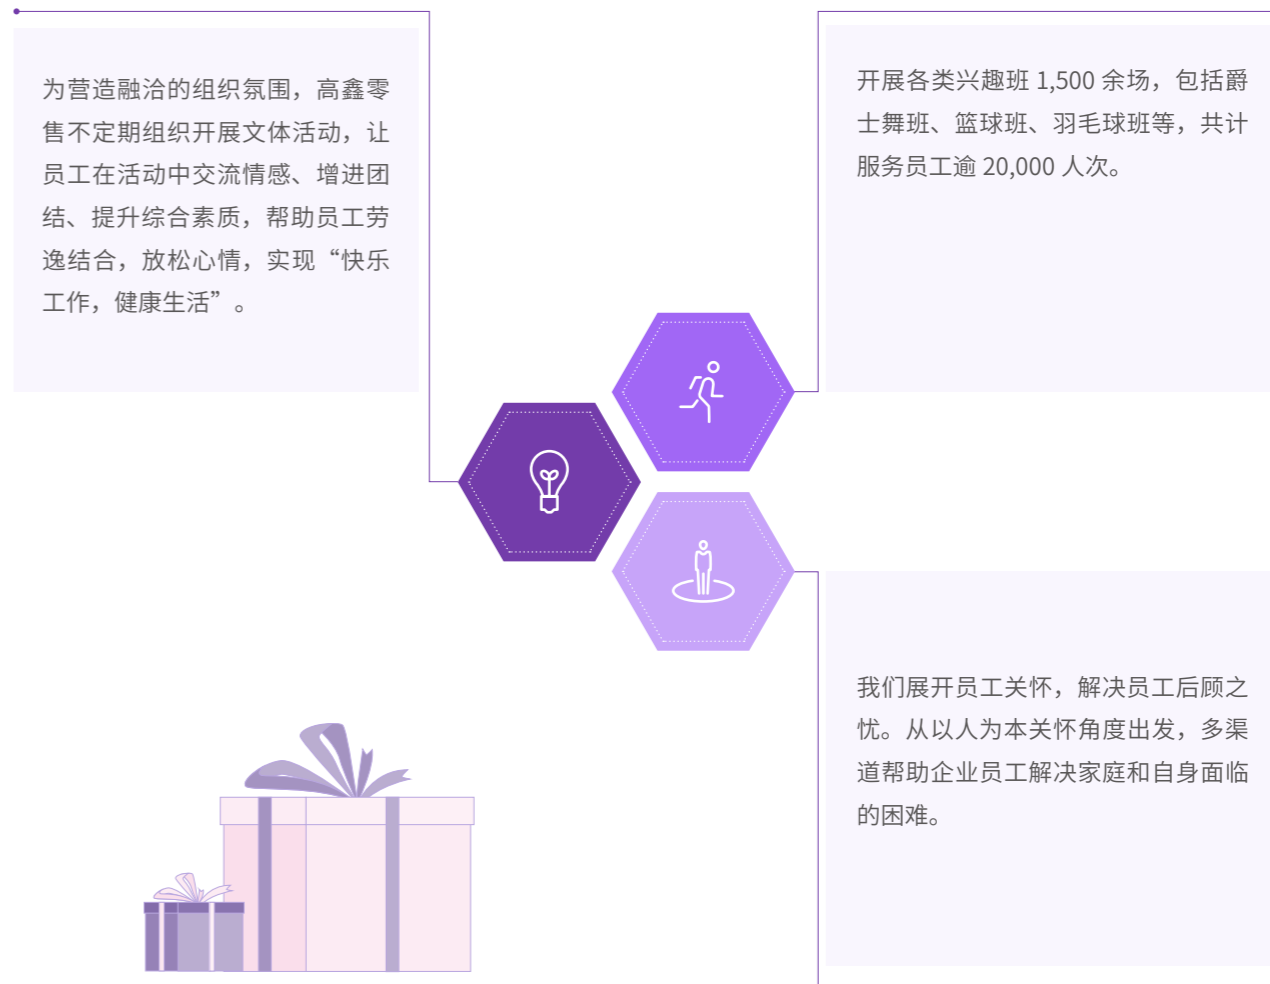 为营造融洽的组织氛围，高鑫零
售不定期组织开展文体活动，让
员工在活动中交流情感、增进团
结、提升综合素质，帮助员工劳
逸结合，放松心情，实现“快乐
工作，健康生活”。
开展各类兴趣班 1,500 余场，包括爵
士舞班、篮球班、羽毛球班等，共计
服务员工逾 20,000 人次。
我们展开员工关怀，解决员工后顾之
忧。从以人为本关怀角度出发，多渠
道帮助企业员工解决家庭和自身面临
的困难。